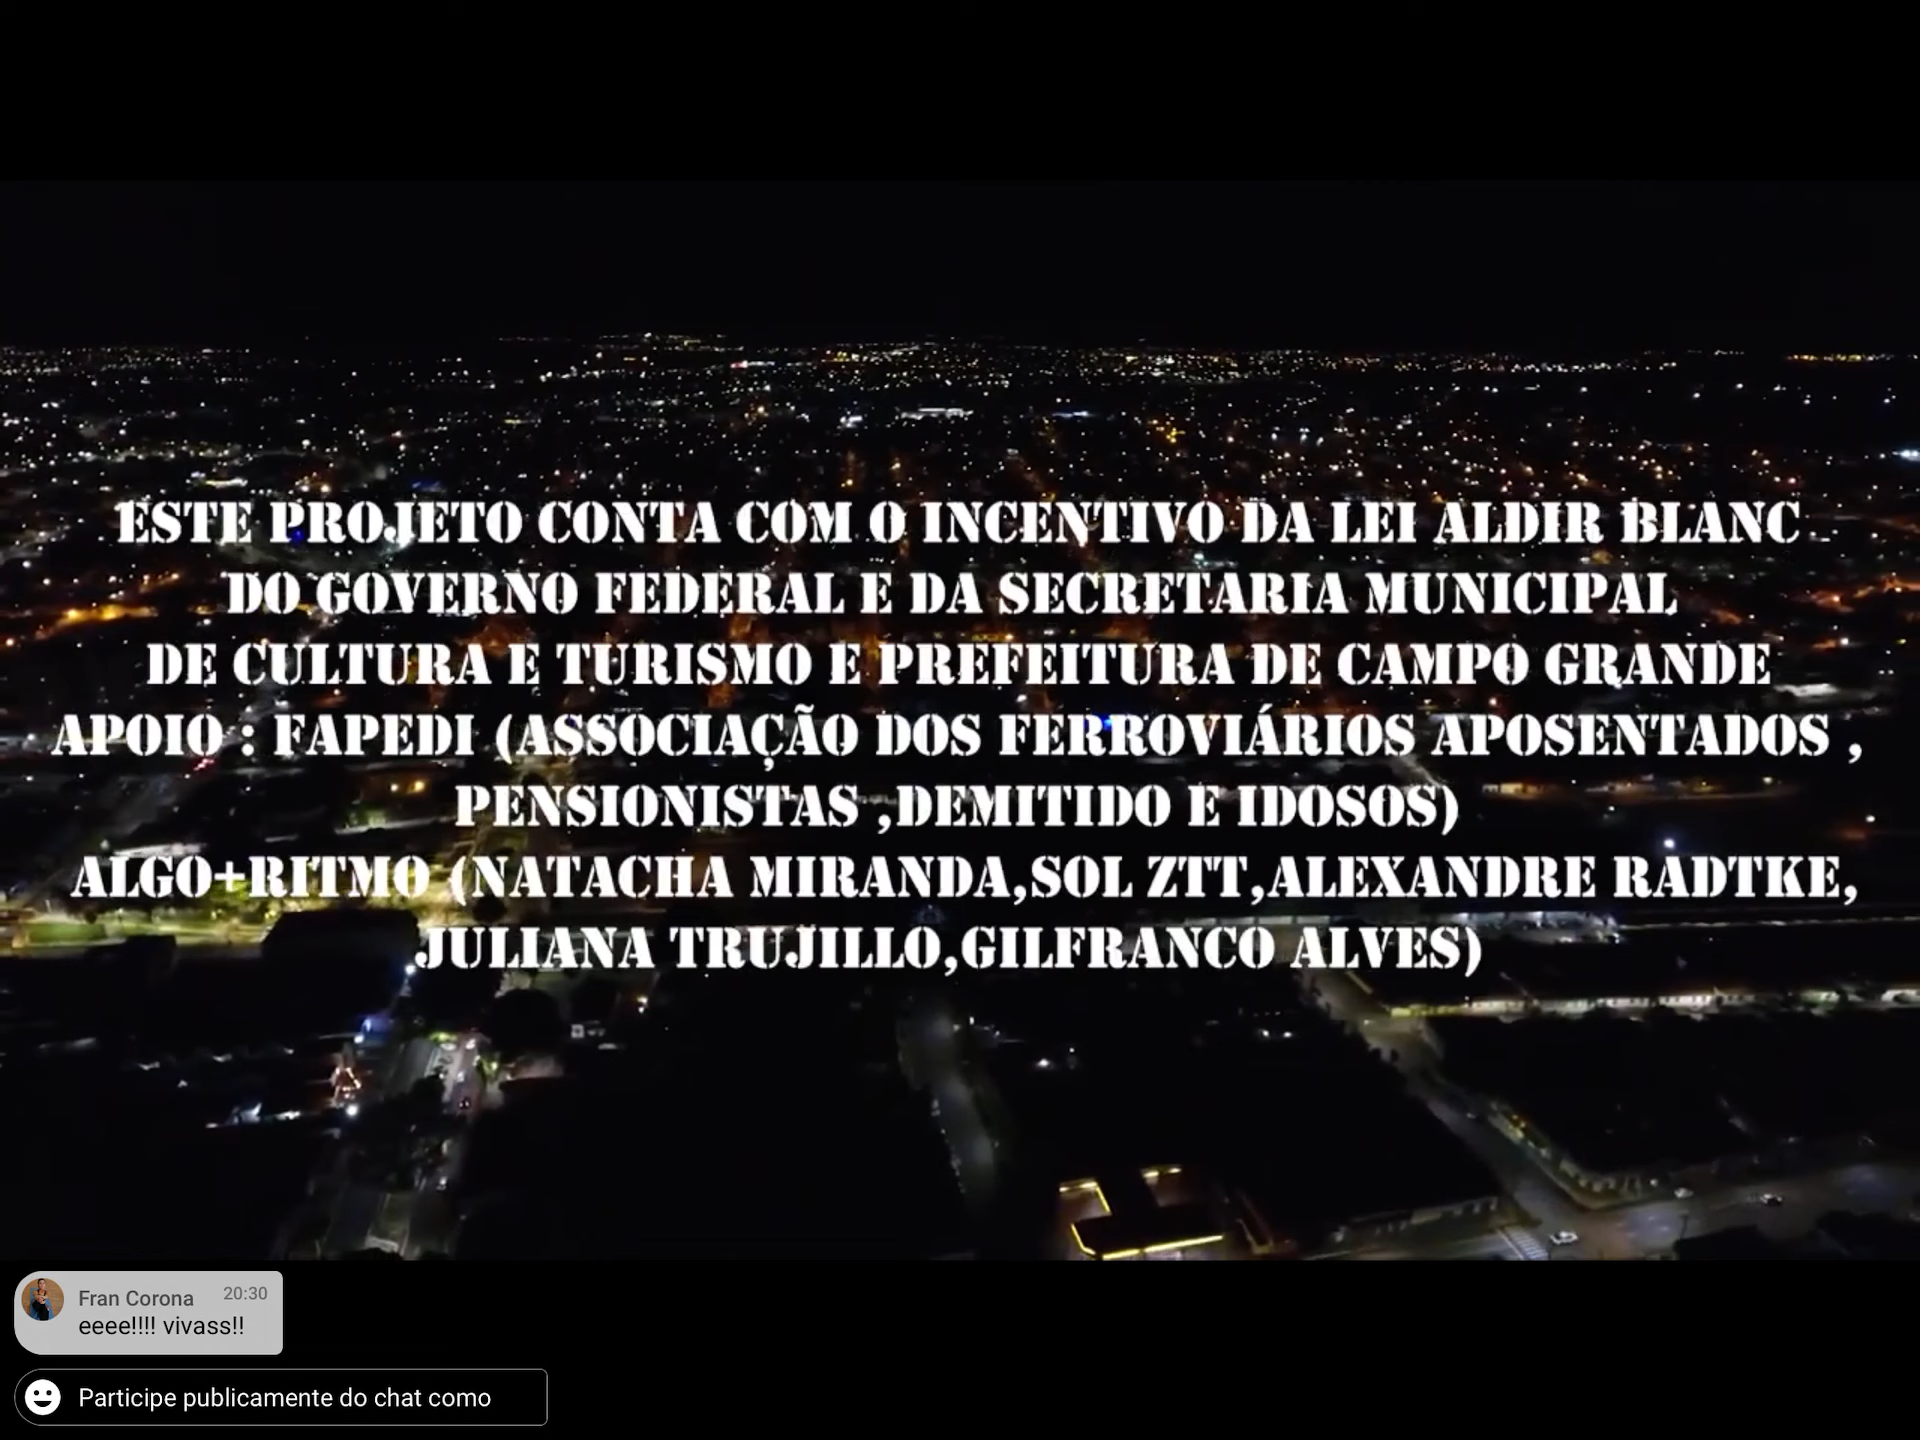 ESTE PROJETO CONTA COM O INCENTIVO DA LEI ALDIR BLANC
DO GOVERNO FEDERAL E DA SECRETARIA MUNICIPAL
DE CULTURA E TURISMO E PREFEITURA DE CAMPO GRANDE
APOIO : FAPEDI (ASSOCIAÇÃO DOS FERROVIÁRIOS APOSENTADOS ,
PENSIONISTAS ,DEMITIDO E IDOSOS)
ALGO+RITMO (NATACHA MIRANDA,SOL ZTT,ALEXANDRE RADTKE,
JULIANA TRUJILLO,GILFRANCO ALVES)
Fran Corona 20:30
eeee!!!! vivass!!
Participe publicamente do chat como